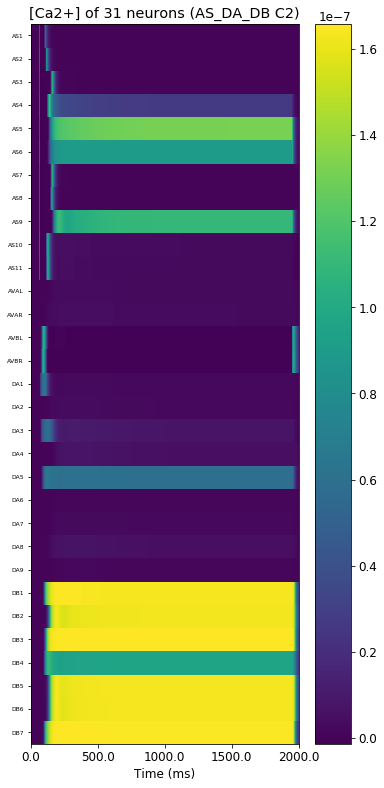 [Ca2+] of 31 neurons (AS_DA_DB C2)
1e−7
AS1
AS2
AS3
AS4
AS5
AS6
AS7
AS8
AS9
AS10
AS11
AVAL
AVAR
AVBL
AVBR
DA1
DA2
DA3
DA4
DA5
DA6
DA7
DA8
DA9
DB1
DB2
DB3
DB4
DB5
DB6
DB7
1.6
1.4
1.2
1.0
0.8
0.6
0.4
0.2
0.0
0.0 500.0 1000.0 1500.0 2000.0
Time (ms)